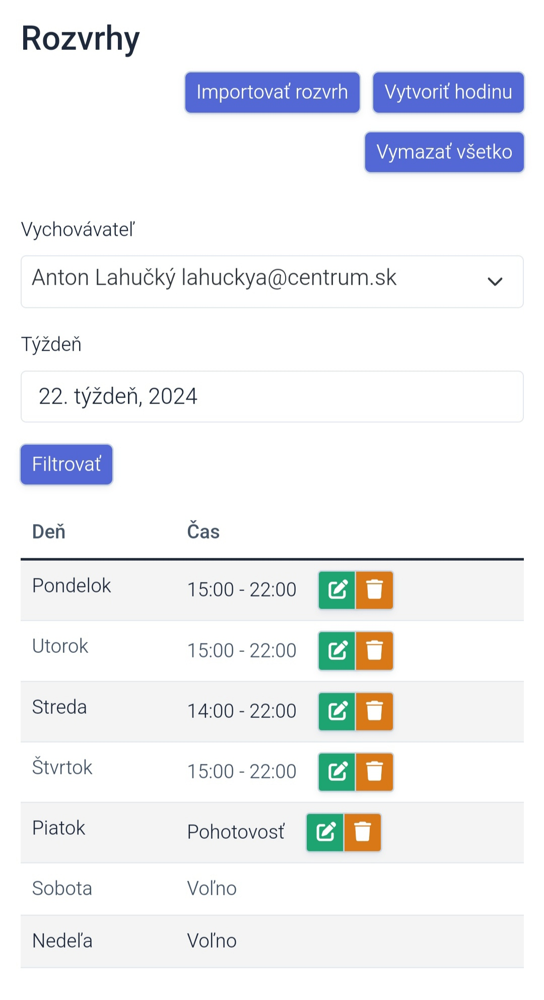 Rozvrhy
Importovať rozvrh Vytvoriť hodinu
Vymazať všetko
Vychovávateľ
Anton Lahučký lahuckya@centrum.sk
Týždeň
22. týždeň, 2024
Filtrovať
Deň Čas
Pondelok 15:00 - 22:00
Utorok 15:00 - 22:00
Streda 14:00 - 22:00
Štvrtok 15:00 - 22:00
Piatok Pohotovosť
Sobota Voľno
Nedeľa Voľno